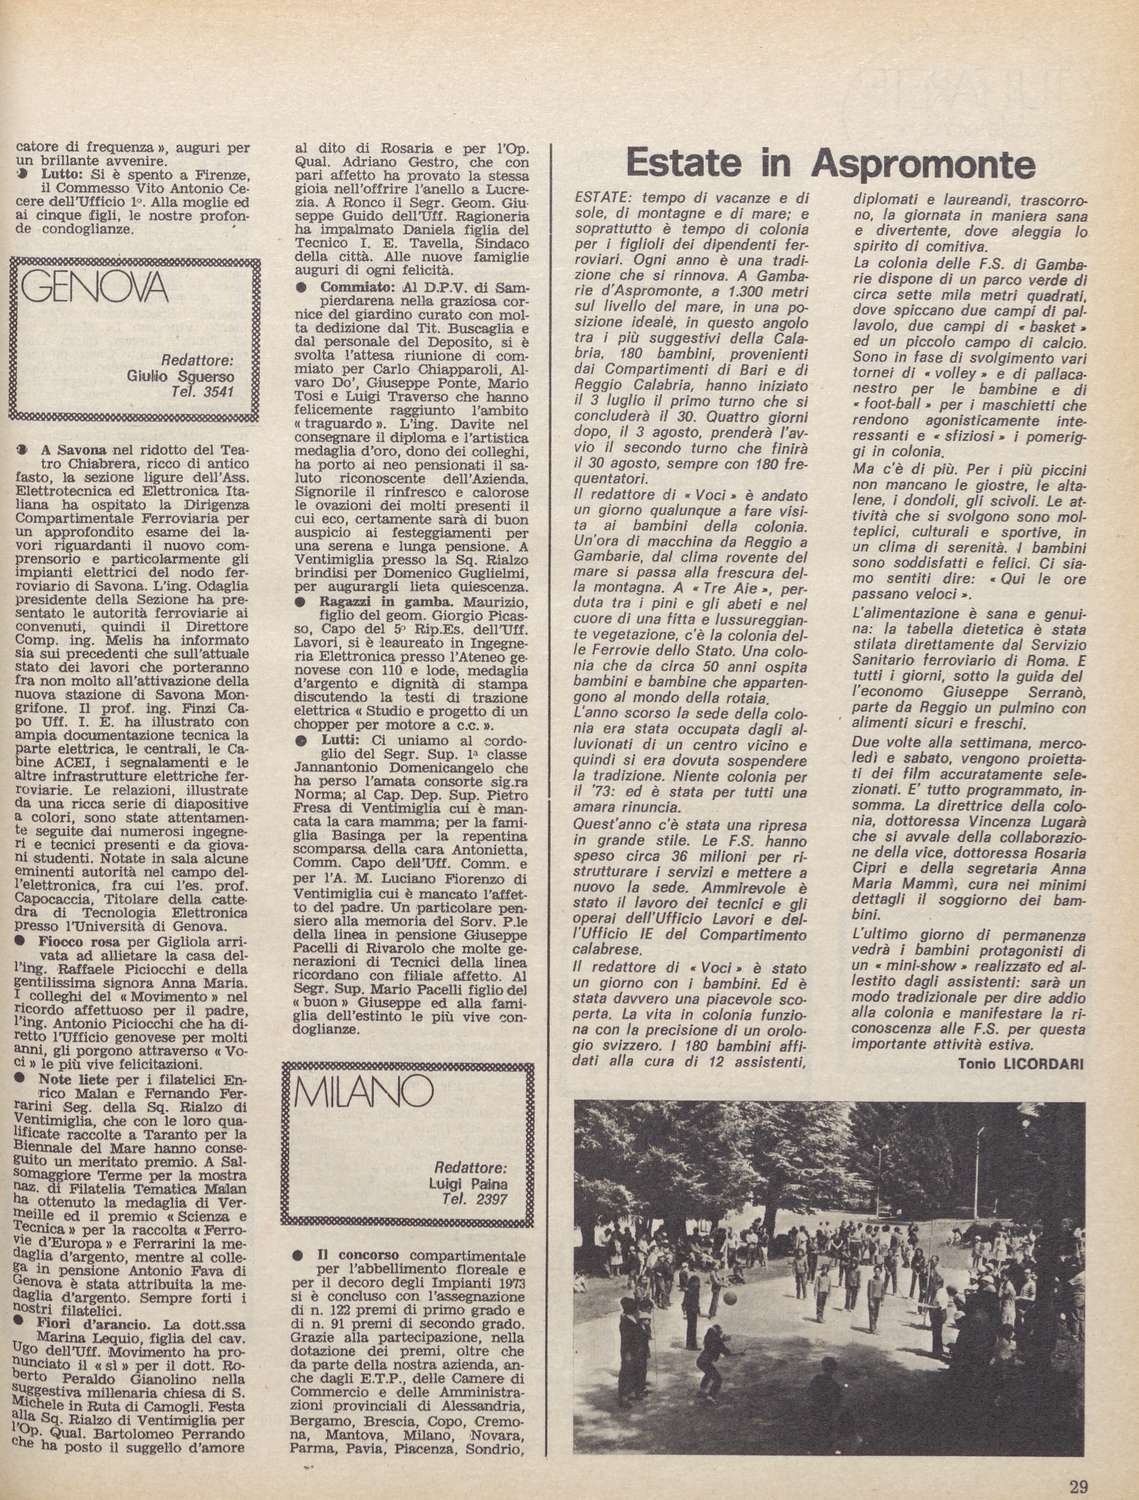 catore di frequenza», auguri per
un brillante avvenire.
Lutto: Si è spento a Firenze,
il Commesso Vito Antonio Ce-
cere dell'Ufficio 1º. Alla moglie ed
ai cinque figli, le nostre profon-
de condoglianze.
GENOVA
Redattore:
Giulio Sguerso
Tel. 3541
A Savona nel ridotto del Tea-
tro Chiabrera, ricco di antico
fasto, la sezione ligure dell'Ass.
Elettrotecnica ed Elettronica Ita-
liana ha ospitato la Dirigenza
Compartimentale Ferroviaria per
un approfondito esame dei la-
vori riguardanti il nuovo com-
prensorio e particolarmente gli
impianti elettrici del nodo fer-
roviario di Savona. L'ing. Odaglia
presidente della Sezione ha pre-
sentato le autorità ferroviarie ai
convenuti, quindi il Direttore
Comp. ing. Melis ha informato
sia sui precedenti che sull'attuale
stato dei lavori che porteranno
fra non molto all'attivazione della
nuova stazione di Savona Mon-
grifone. Il prof. ing. Finzi Ca-
po Uff. I. E. ha illustrato con
ampia documentazione tecnica la
parte elettrica, le centrali, le Ca-
bine ACEI, i segnalamenti e le
altre infrastrutture elettriche fer-
roviarie. Le relazioni, illustrate
da una ricca serie di diapositive
a colori, sono state attentamen-
te seguite dai numerosi ingegne-
ri e tecnici presenti e da giova-
ni studenti. Notate in sala alcune
eminenti autorità nel campo del-
l'elettronica, fra cui l'es. prof.
Capocaccia, Titolare della catte-
dra di Tecnologia Elettronica
presso l'Università di Genova.
● Fiocco rosa per Gigliola arri-
vata ad allietare la casa del-
l'ing. Raffaele Piciocchi e della
gentilissima signora Anna Maria.
I colleghi del «Movimento» nel
ricordo affettuoso per il padre,
l'ing. Antonio Piciocchi che ha di-
retto l'Ufficio genovese per molti
anni, gli porgono attraverso «Vo-
ci» le più vive felicitazioni.
● Note liete per i filatelici En-
rico Malan e Fernando Fer-
rarini Seg. della Sq. Rialzo di
Ventimiglia, che con le loro qua-
lificate raccolte a Taranto per la
Biennale del Mare hanno conse-
guito un meritato premio. A Sal-
somaggiore Terme per la mostra
naz. di Filatelia Tematica Malan
ha ottenuto la medaglia di Ver-
meille ed il premio «Scienza e
Tecnica» per la raccolta «Ferro-
vie d'Europa» e Ferrarini la me-
daglia d'argento, mentre al colle-
ga in pensione Antonio Fava di
Genova è stata attribuita la me-
daglia d'argento. Sempre forti i
nostri filatelici.
● Fiori d'arancio. La dott.ssa
Marina Lequio, figlia del cav.
Ugo dell'Uff. Movimento ha pro-
nunciato il «sì» per il dott. Ro-
berto Peraldo Gianolino nella
suggestiva millenaria chiesa di S.
Michele in Ruta di Camogli. Festa
alla Sq. Rialzo di Ventimiglia per
l'Op. Qual. Bartolomeo Perrando
che ha posto il suggello d'amore
al dito di Rosaria e per l'Op.
Qual. Adriano Gestro, che con
pari affetto ha provato la stessa
gioia nell'offrire l'anello a Lucre-
zia. A Ronco il Segr. Geom. Giu-
seppe Guido dell'Uff. Ragioneria
ha impalmato Daniela figlia del
Tecnico I. E. Tavella, Sindaco
della città. Alle nuove famiglie
auguri di ogni felicità.
● Commiato: Al D.P.V. di Sam-
pierdarena nella graziosa cor-
nice del giardino curato con mol-
ta dedizione dal Tit. Buscaglia e
dal personale del Deposito, si è
svolta l'attesa riunione di com-
miato per Carlo Chiapparoli, Al-
varo Do', Giuseppe Ponte, Mario
Tosi e Luigi Traverso che hanno
felicemente raggiunto l'ambito
«traguardo». L'ing. Davite nel
consegnare il diploma e l'artistica
medaglia d'oro, dono dei colleghi,
ha porto ai neo pensionati il sa-
luto riconoscente dell'Azienda.
Signorile il rinfresco e calorose
le ovazioni dei molti presenti il
cui eco, certamente sarà di buon
auspicio ai festeggiamenti per
una serena e lunga pensione. A
Ventimiglia presso la Sq. Rialzo
brindisi per Domenico Guglielmi,
per augurargli lieta quiescenza.
● Ragazzi in gamba. Maurizio,
figlio del geom. Giorgio Picas-
so, Capo del 5º Rip.Es. dell'Uff.
Lavori, si è leaureato in Ingegne-
ria Elettronica presso l'Ateneo ge-
novese con 110 e lode, medaglia
d'argento e dignità di stampa
discutendo la testi di trazione
elettrica «Studio e progetto di un
chopper per motore a c.c.».
● Lutti: Ci uniamo al cordo-
glio del Segr. Sup. 1ª classe
Jannantonio Domenicangelo che
ha perso l'amata consorte sig.ra
Norma; al Cap. Dep. Sup. Pietro
Fresa di Ventimiglia cui è man-
cata la cara mamma; per la fami-
glia Basinga per la repentina
scomparsa della cara Antonietta,
Comm. Capo dell'Uff. Comm. e
per l'A. M. Luciano Fiorenzo di
Ventimiglia cui è mancato l'affet-
to del padre. Un particolare pen-
siero alla memoria del Sorv. P.le
della linea in pensione Giuseppe
Pacelli di Rivarolo che molte ge-
nerazioni di Tecnici della linea
ricordano con filiale affetto. Al
Segr. Sup. Mario Pacelli figlio del
«buon» Giuseppe ed alla fami-
glia dell'estinto le più vive con-
doglianze.
MILANO
Redattore:
Luigi Paina
Tel. 2397
● Il concorso compartimentale
per l'abbellimento floreale e
per il decoro degli Impianti 1973
si è concluso con l'assegnazione
di n. 122 premi di primo grado e
di n. 91 premi di secondo grado.
Grazie alla partecipazione, nella
dotazione dei premi, oltre che
da parte della nostra azienda, an-
che dagli E.T.P., delle Camere di
Commercio e delle Amministra-
zioni provinciali di Alessandria,
Bergamo, Brescia, Copo, Cremo-
na, Mantova, Milano, Novara,
Parma, Pavia, Piacenza, Sondrio,
Estate in Aspromonte
ESTATE: tempo di vacanze e di
sole, di montagne e di mare; e
soprattutto è tempo di colonia
per i figlioli dei dipendenti fer-
roviari. Ogni anno è una tradi-
zione che si rinnova. A Gamba-
rie d'Aspromonte, a 1.300 metri
sul livello del mare, in una po-
sizione ideale, in questo angolo
tra i più suggestivi della Cala-
bria, 180 bambini, provenienti
dai Compartimenti di Bari e di
Reggio Calabria, hanno iniziato
il 3 luglio il primo turno che si
concluderà il 30. Quattro giorni
dopo, il 3 agosto, prenderà l'av-
vio il secondo turno che finirà
il 30 agosto, sempre con 180 fre-
quentatori.
Il redattore di «Voci» è andato
un giorno qualunque a fare visi-
ta ai bambini della colonia.
Un'ora di macchina da Reggio a
Gambarie, dal clima rovente del
mare si passa alla frescura del-
la montagna. A «Tre Aie», per-
duta tra i pini e gli abeti e nel
cuore di una fitta e lussureggian-
te vegetazione, c'è la colonia del-
le Ferrovie dello Stato. Una colo-
nia che da circa 50 anni ospita
bambini e bambine che apparten-
gono al mondo della rotaia.
L'anno scorso la sede della colo-
nia era stata occupata dagli al-
luvionati di un centro vicino e
quindi si era dovuta sospendere
la tradizione. Niente colonia per
il '73: ed è stata per tutti una
amara rinuncia.
Quest'anno c'è stata una ripresa
in grande stile. Le F.S. hanno
speso circa 36 milioni per ri-
strutturare i servizi e mettere a
nuovo la sede. Ammirevole è
stato il lavoro dei tecnici e gli
operai dell'Ufficio Lavori e del-
l'Ufficio IE del Compartimento
calabrese.
Il redattore di «Voci» è stato
un giorno con i bambini. Ed è
stata davvero una piacevole sco-
perta. La vita in colonia funzio-
na con la precisione di un orolo-
gio svizzero. I 180 bambini affi-
dati alla cura di 12 assistenti,
diplomati e laureandi, trascorro-
no, la giornata in maniera sana
e divertente, dove aleggia lo
spirito di comitiva.
La colonia delle F.S. di Gamba-
rie dispone di un parco verde di
circa sette mila metri quadrati,
dove spiccano due campi di pal-
lavolo, due campi di «basket»
ed un piccolo campo di calcio.
Sono in fase di svolgimento vari
tornei di «volley» e di pallaca-
nestro per le bambine e di
«foot-ball» per i maschietti che
rendono agonisticamente inte-
ressanti e «sfiziosi» i pomerig-
gi in colonia.
Ma c'è di più. Per i più piccini
non mancano le giostre, le alta-
lene, i dondoli, gli scivoli. Le at-
tività che si svolgono sono mol-
teplici, culturali e sportive, in
un clima di serenità. I bambini
sono soddisfatti e felici. Ci sia-
mo sentiti dire: «Qui le ore
passano veloci».
L'alimentazione è sana e genui-
na: la tabella dietetica è stata
stilata direttamente dal Servizio
Sanitario ferroviario di Roma. E
tutti i giorni, sotto la guida del
l'economo Giuseppe Serranò,
parte da Reggio un pulmino con
alimenti sicuri e freschi.
Due volte alla settimana, merco-
ledì e sabato, vengono proietta-
ti dei film accuratamente sele-
zionati. E' tutto programmato, in-
somma. La direttrice della colo-
nia, dottoressa Vincenza Lugarà
che si avvale della collaborazio-
ne della vice, dottoressa Rosaria
Cipri e della segretaria Anna
Maria Mammì, cura nei minimi
dettagli il soggiorno dei bam-
bini.
L'ultimo giorno di permanenza
vedrà i bambini protagonisti di
un «mini-show» realizzato ed al-
lestito dagli assistenti: sarà un
modo tradizionale per dire addio
alla colonia e manifestare la ri-
conoscenza alle F.S. per questa
importante attività estiva.
Tonio LICORDARI
29